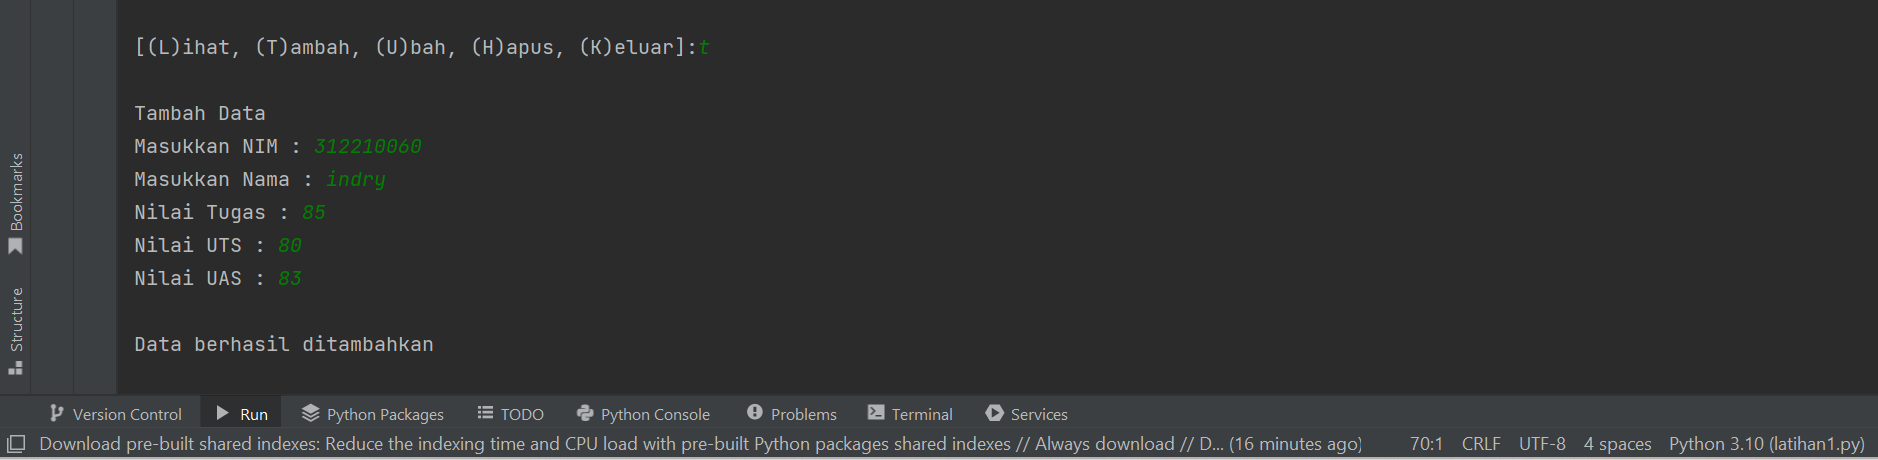 [(L)ihat, (T)ambah, (U)bah, (H)apus, (K)eluar]:t
Tambah Data
Masukkan NIM : 312210060
Masukkan Nama : indry
Nilai Tugas : 85
Nilai UTS : 80
Nilai UAS : 83
Data berhasil ditambahkan
Bookmarks
Structure
Version Control Run Python Packages TODO Python Console Problems Terminal Services
Download pre-built shared indexes: Reduce the indexing time and CPU load with pre-built Python packages shared indexes // Always download // D... (16 minutes ago) 70:1 CRLF UTF-8 4 spaces Python 3.10 (latihan1.py)